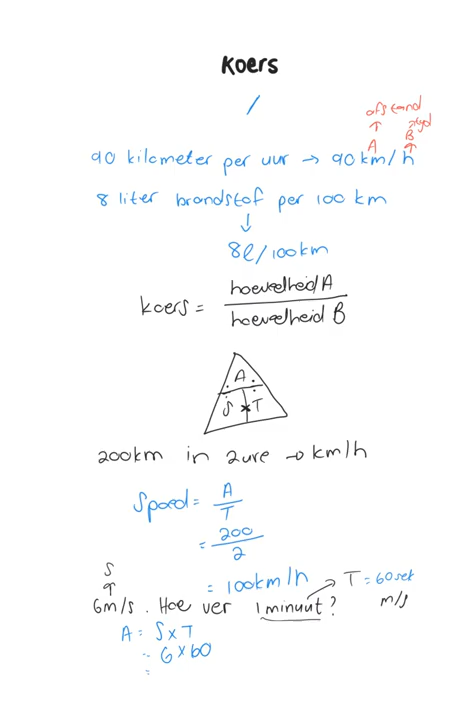 Koers
/
afstand
↑ tyd
A B ↑
90 kilometer per uur → 90 km/h
8 liter brandstof per 100 km
↓
8l/100km
koers = hoeveelheid A / hoeveelheid B
A
÷ ÷
S × T
200km in 2ure → km/h
Spoed = A/T
= 200/2
= 100km/h
S
↑
→ T = 60 sek
6m/s. Hoe ver 1 minuut? m/s
A = S×T
= 6×60
=